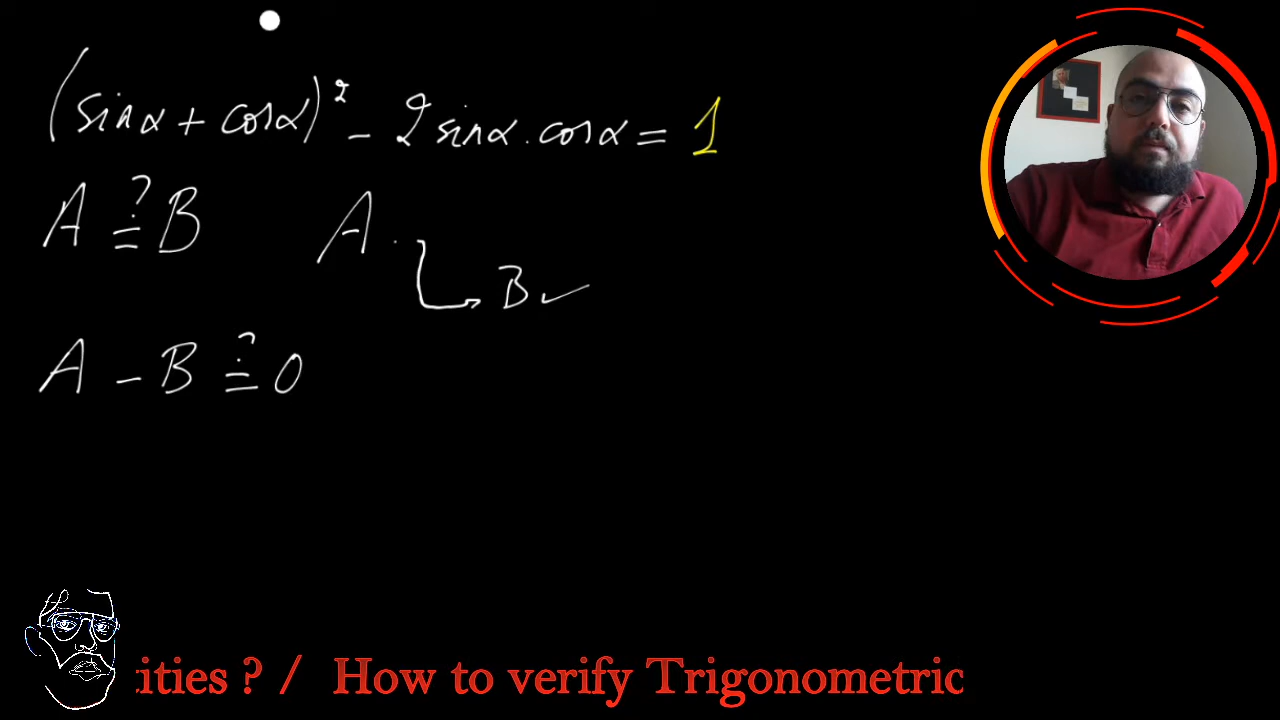 (sinα + cosα)² - 2 sinα . cosα = 1
A ≟ B A
B ✓
A - B ≟ 0
ities ? / How to verify Trigonometric